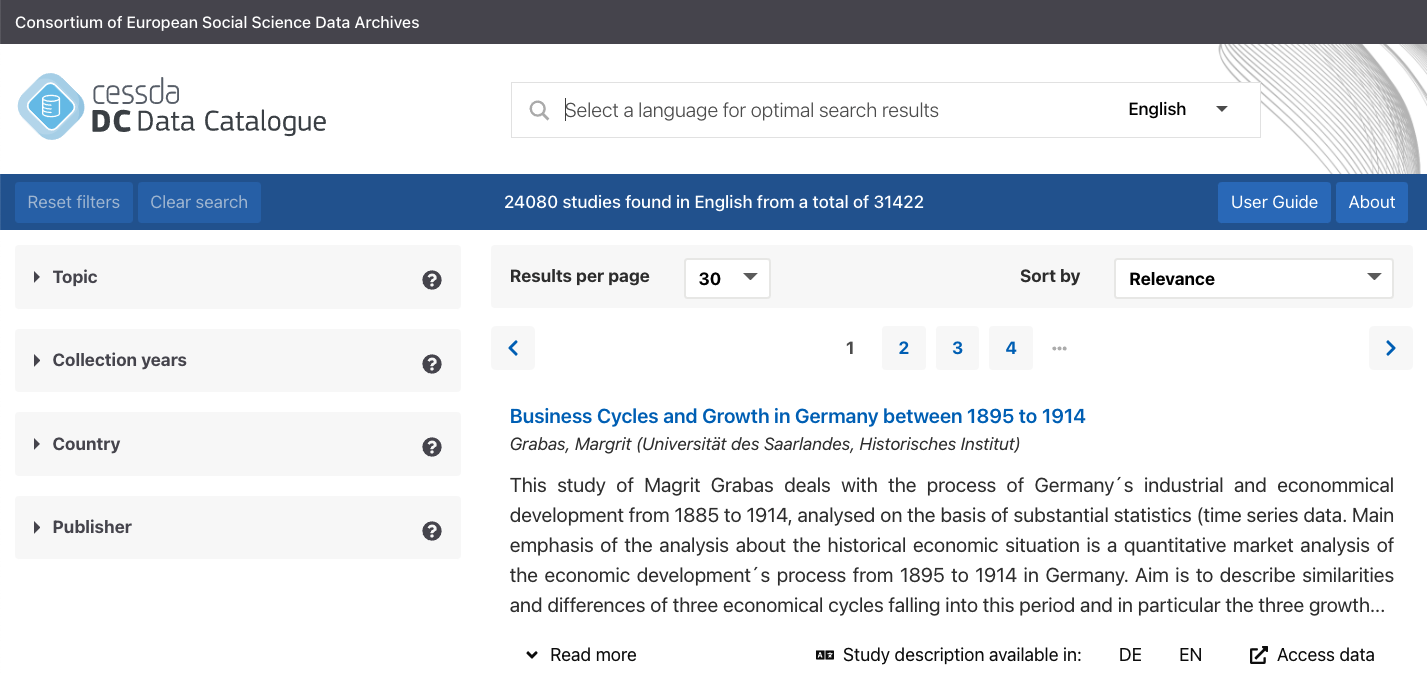 Consortium of European Social Science Data Archives
cessda
DC Data Catalogue
Select a language for optimal search results
English
Reset filters
Clear search
24080 studies found in English from a total of 31422
User Guide
About
Topic
?
Collection years
?
Country
?
Publisher
?
Results per page
30
Sort by
Relevance
1
2
3
4
...
Business Cycles and Growth in Germany between 1895 to 1914
Grabas, Margrit (Universität des Saarlandes, Historisches Institut)
This study of Magrit Grabas deals with the process of Germany´s industrial and econommical
development from 1885 to 1914, analysed on the basis of substantial statistics (time series data. Main
emphasis of the analysis about the historical economic situation is a quantitative market analysis of
the economic development´s process from 1895 to 1914 in Germany. Aim is to describe similarities
and differences of three economical cycles falling into this period and in particular the three growth...
Read more
Study description available in:
DE
EN
Access data